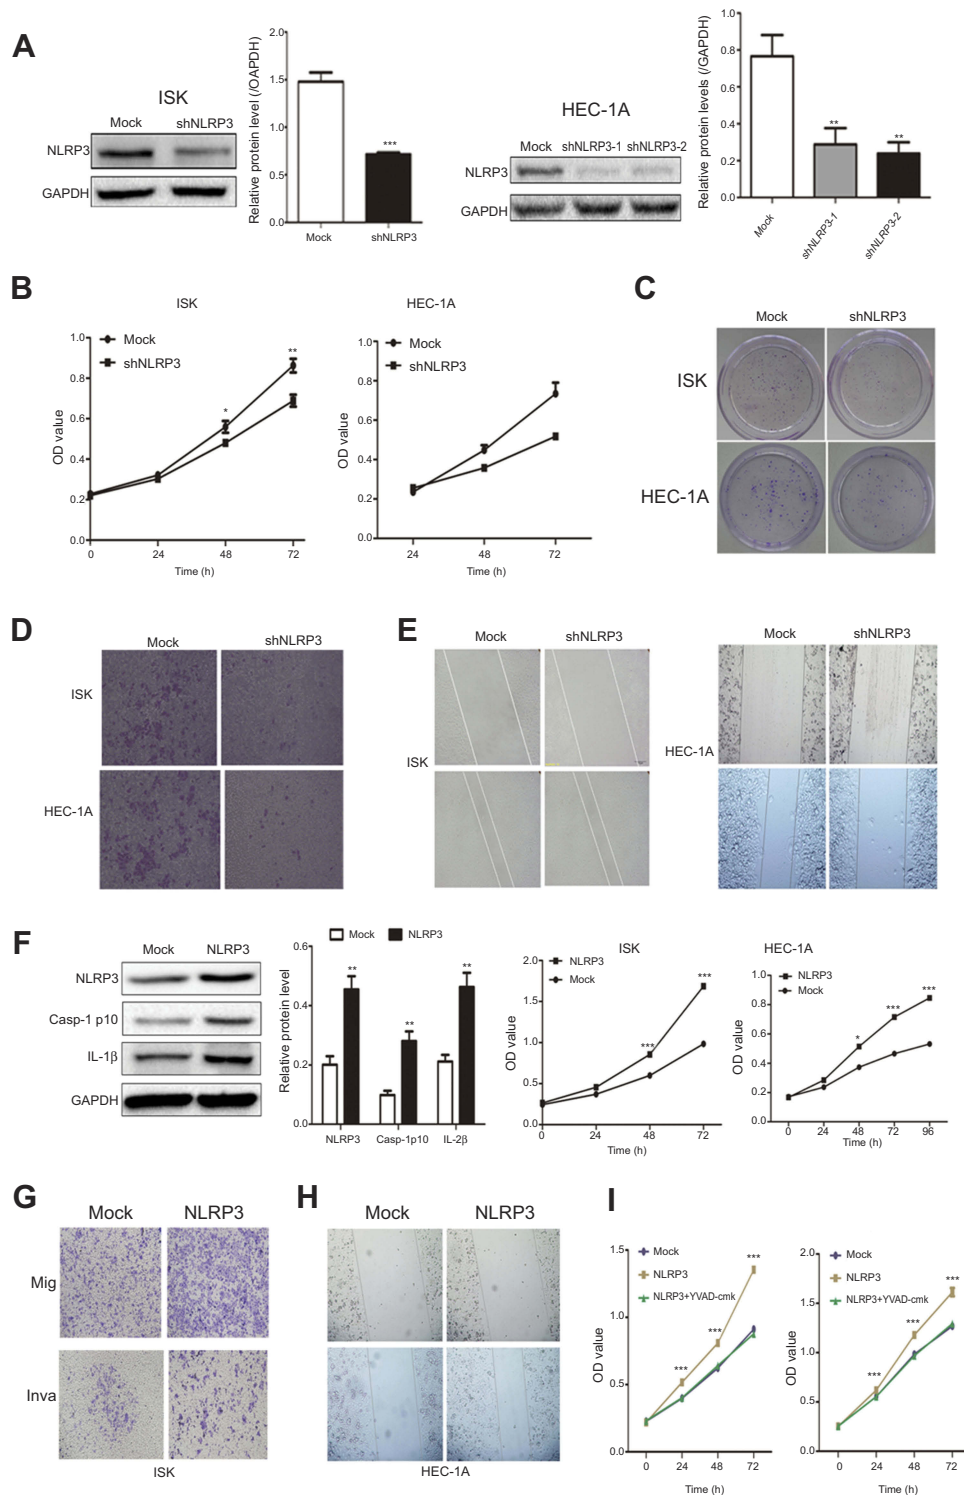 A
ISK
Mock shNLRP3
NLRP3
GAPDH
Relative protein level (/OAPDH)
2.0
1.5
1.0
0.5
0.0
***
Mock shNLRP3
HEC-1A
Mock shNLRP3-1 shNLRP3-2
NLRP3
GAPDH
Relative protein levels (/GAPDH)
1.0
0.8
0.6
0.4
0.2
0.0
** **
Mock shNLRP3-1 shNLRP3-2
B
ISK
Mock
shNLRP3
OD value
1.0
0.8
0.6
0.4
0.2
0.0
* **
0 24 48 72
Time (h)
HEC-1A
Mock
shNLRP3
OD value
1.0
0.8
0.6
0.4
0.2
0.0
24 48 72
Time (h)
C
Mock shNLRP3
ISK
HEC-1A
D
Mock shNLRP3
ISK
HEC-1A
E
Mock shNLRP3
ISK
Mock shNLRP3
HEC-1A
F
Mock NLRP3
NLRP3
Casp-1 p10
IL-1β
GAPDH
Mock NLRP3
Relative protein level
0.6
0.4
0.2
0.0
** ** **
NLRP3 Casp-1p10 IL-2β
ISK
NLRP3
Mock
OD value
2.0
1.5
1.0
0.5
0.0
*** ***
0 24 48 72
Time (h)
HEC-1A
NLRP3
Mock
OD value
1.0
0.8
0.6
0.4
0.2
0.0
* *** ***
0 24 48 72 96
Time (h)
G
Mock NLRP3
Mig
Inva
ISK
H
Mock NLRP3
HEC-1A
I
Mock
NLRP3
NLRP3+YVAD-cmk
OD value
1.5
1.0
0.5
0.0
*** *** ***
0 24 48 72
Time (h)
Mock
NLRP3
NLRP3+YVAD-cmk
OD value
2.0
1.5
1.0
0.5
0.0
*** *** ***
0 24 48 72
Time (h)